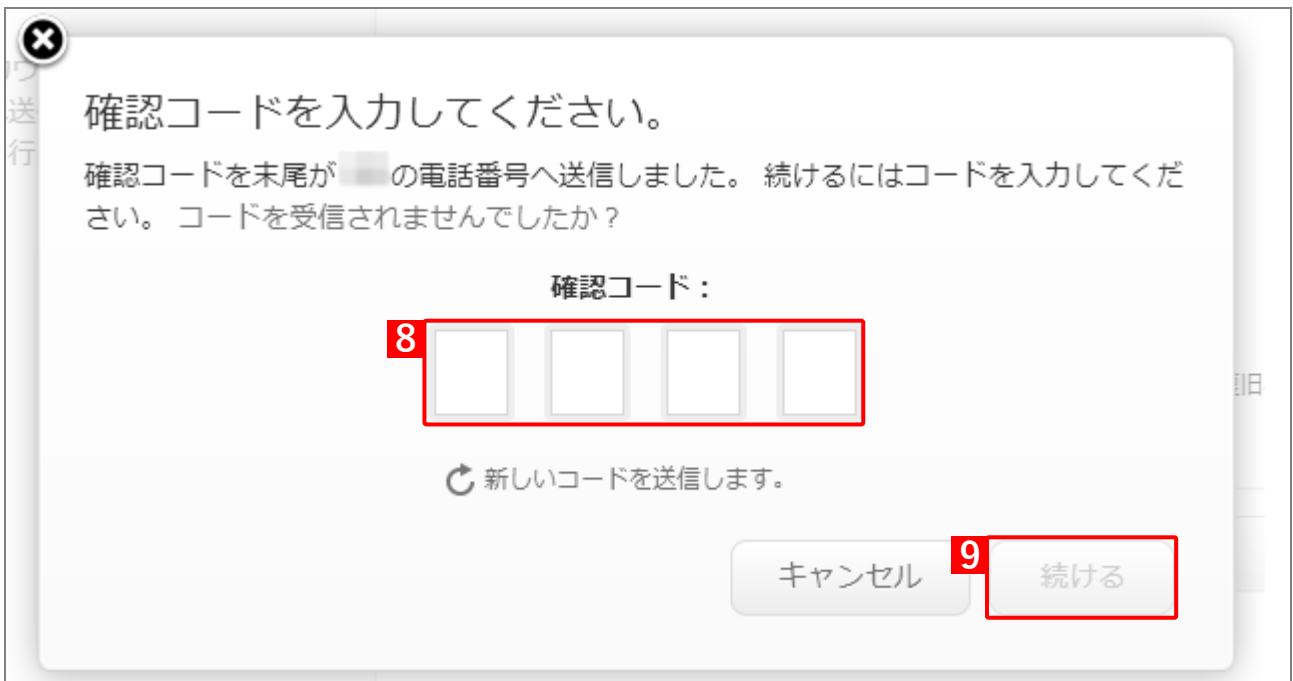 送
行
確認コードを入力してください。
確認コードを末尾が の電話番号へ送信しました。 続けるにはコードを入力してくだ
さい。 コードを受信されませんでしたか？
確認コード：
8
旧
新しいコードを送信します。
キャンセル
9
続ける